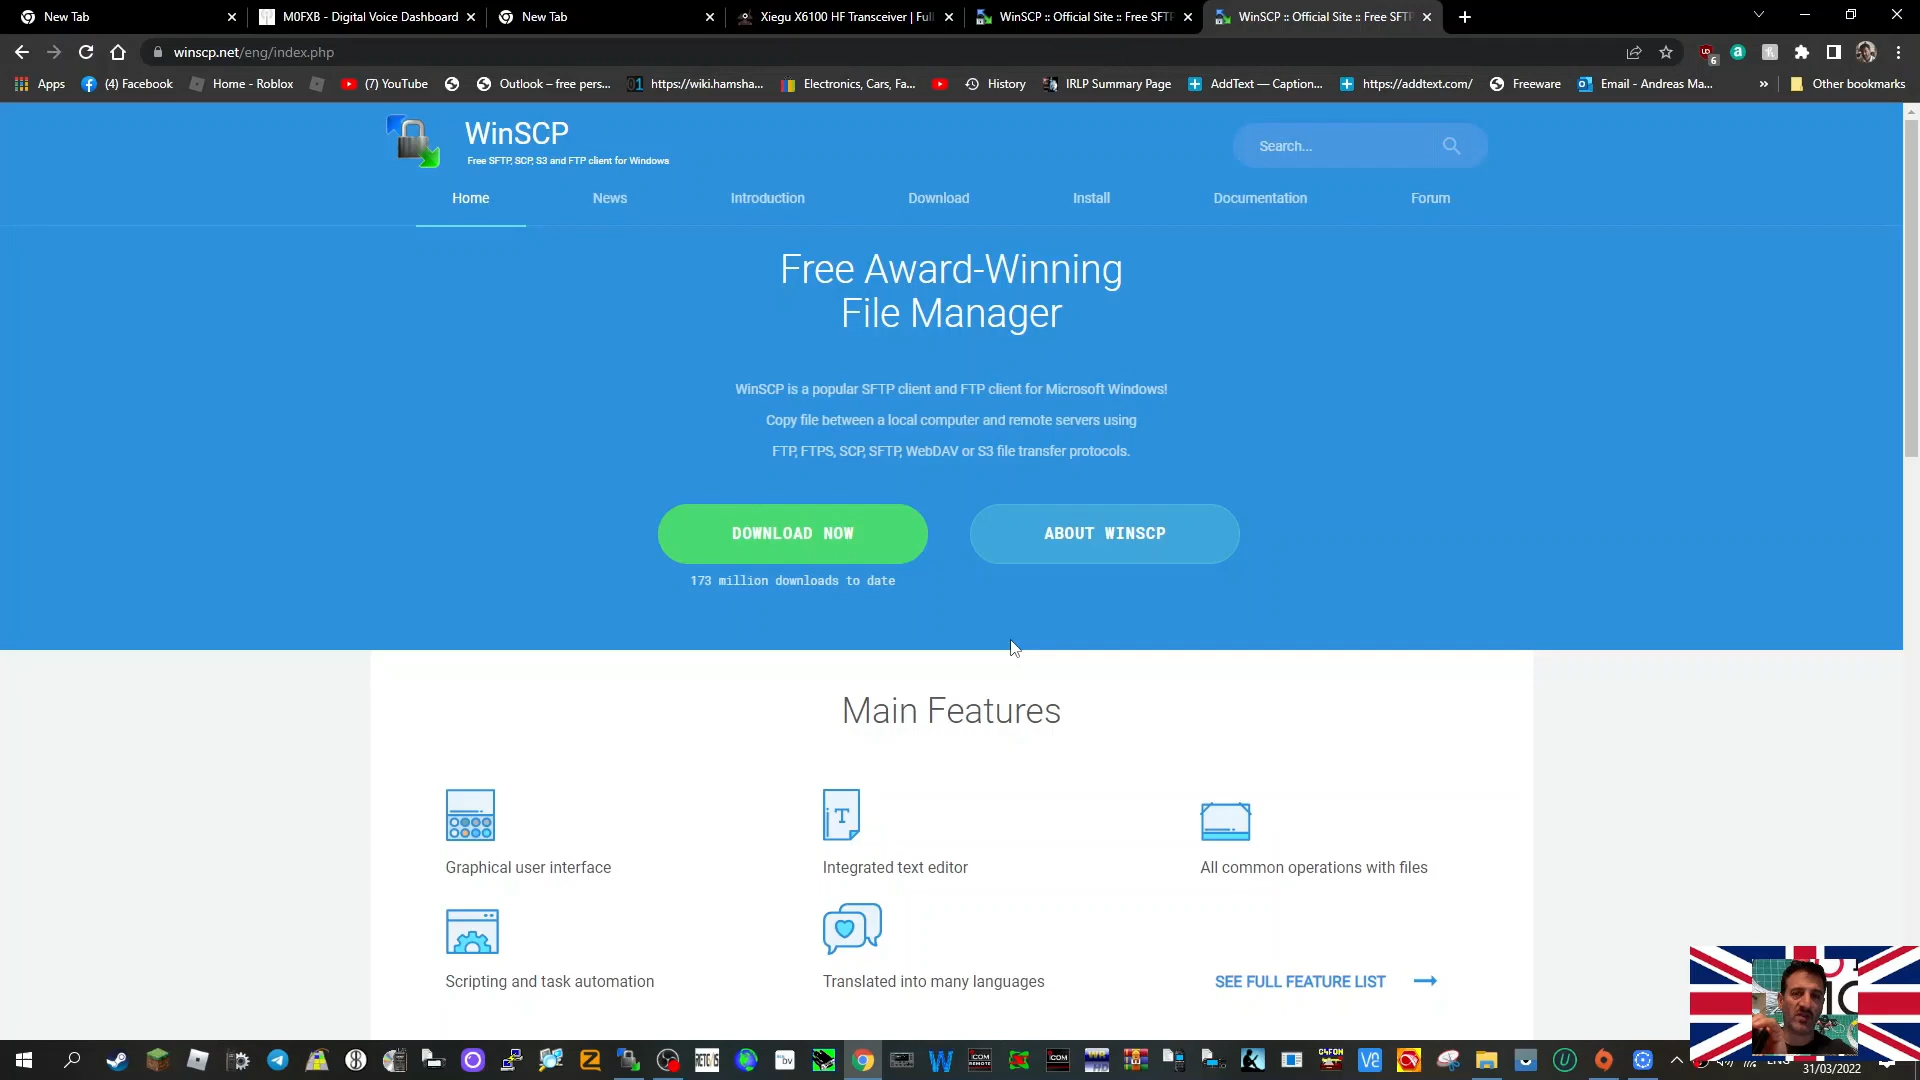 New Tab
M0FXB - Digital Voice Dashboard
New Tab
Xiegu X6100 HF Transceiver | Full
WinSCP :: Official Site :: Free SFTP
WinSCP :: Official Site :: Free SFTP
winscp.net/eng/index.php
6
Apps
(4) Facebook
Home - Roblox
(7) YouTube
Outlook – free pers...
https://wiki.hamsha...
Electronics, Cars, Fa...
History
IRLP Summary Page
AddText — Caption...
https://addtext.com/
Freeware
Email - Andreas Ma...
»
Other bookmarks
WinSCP
Free SFTP, SCP, S3 and FTP client for Windows
Search...
Home
News
Introduction
Download
Install
Documentation
Forum
Free Award-Winning
File Manager
WinSCP is a popular SFTP client and FTP client for Microsoft Windows!
Copy file between a local computer and remote servers using
FTP, FTPS, SCP, SFTP, WebDAV or S3 file transfer protocols.
DOWNLOAD NOW
ABOUT WINSCP
173 million downloads to date
Main Features
Graphical user interface
Integrated text editor
All common operations with files
Scripting and task automation
Translated into many languages
SEE FULL FEATURE LIST
31/03/2022